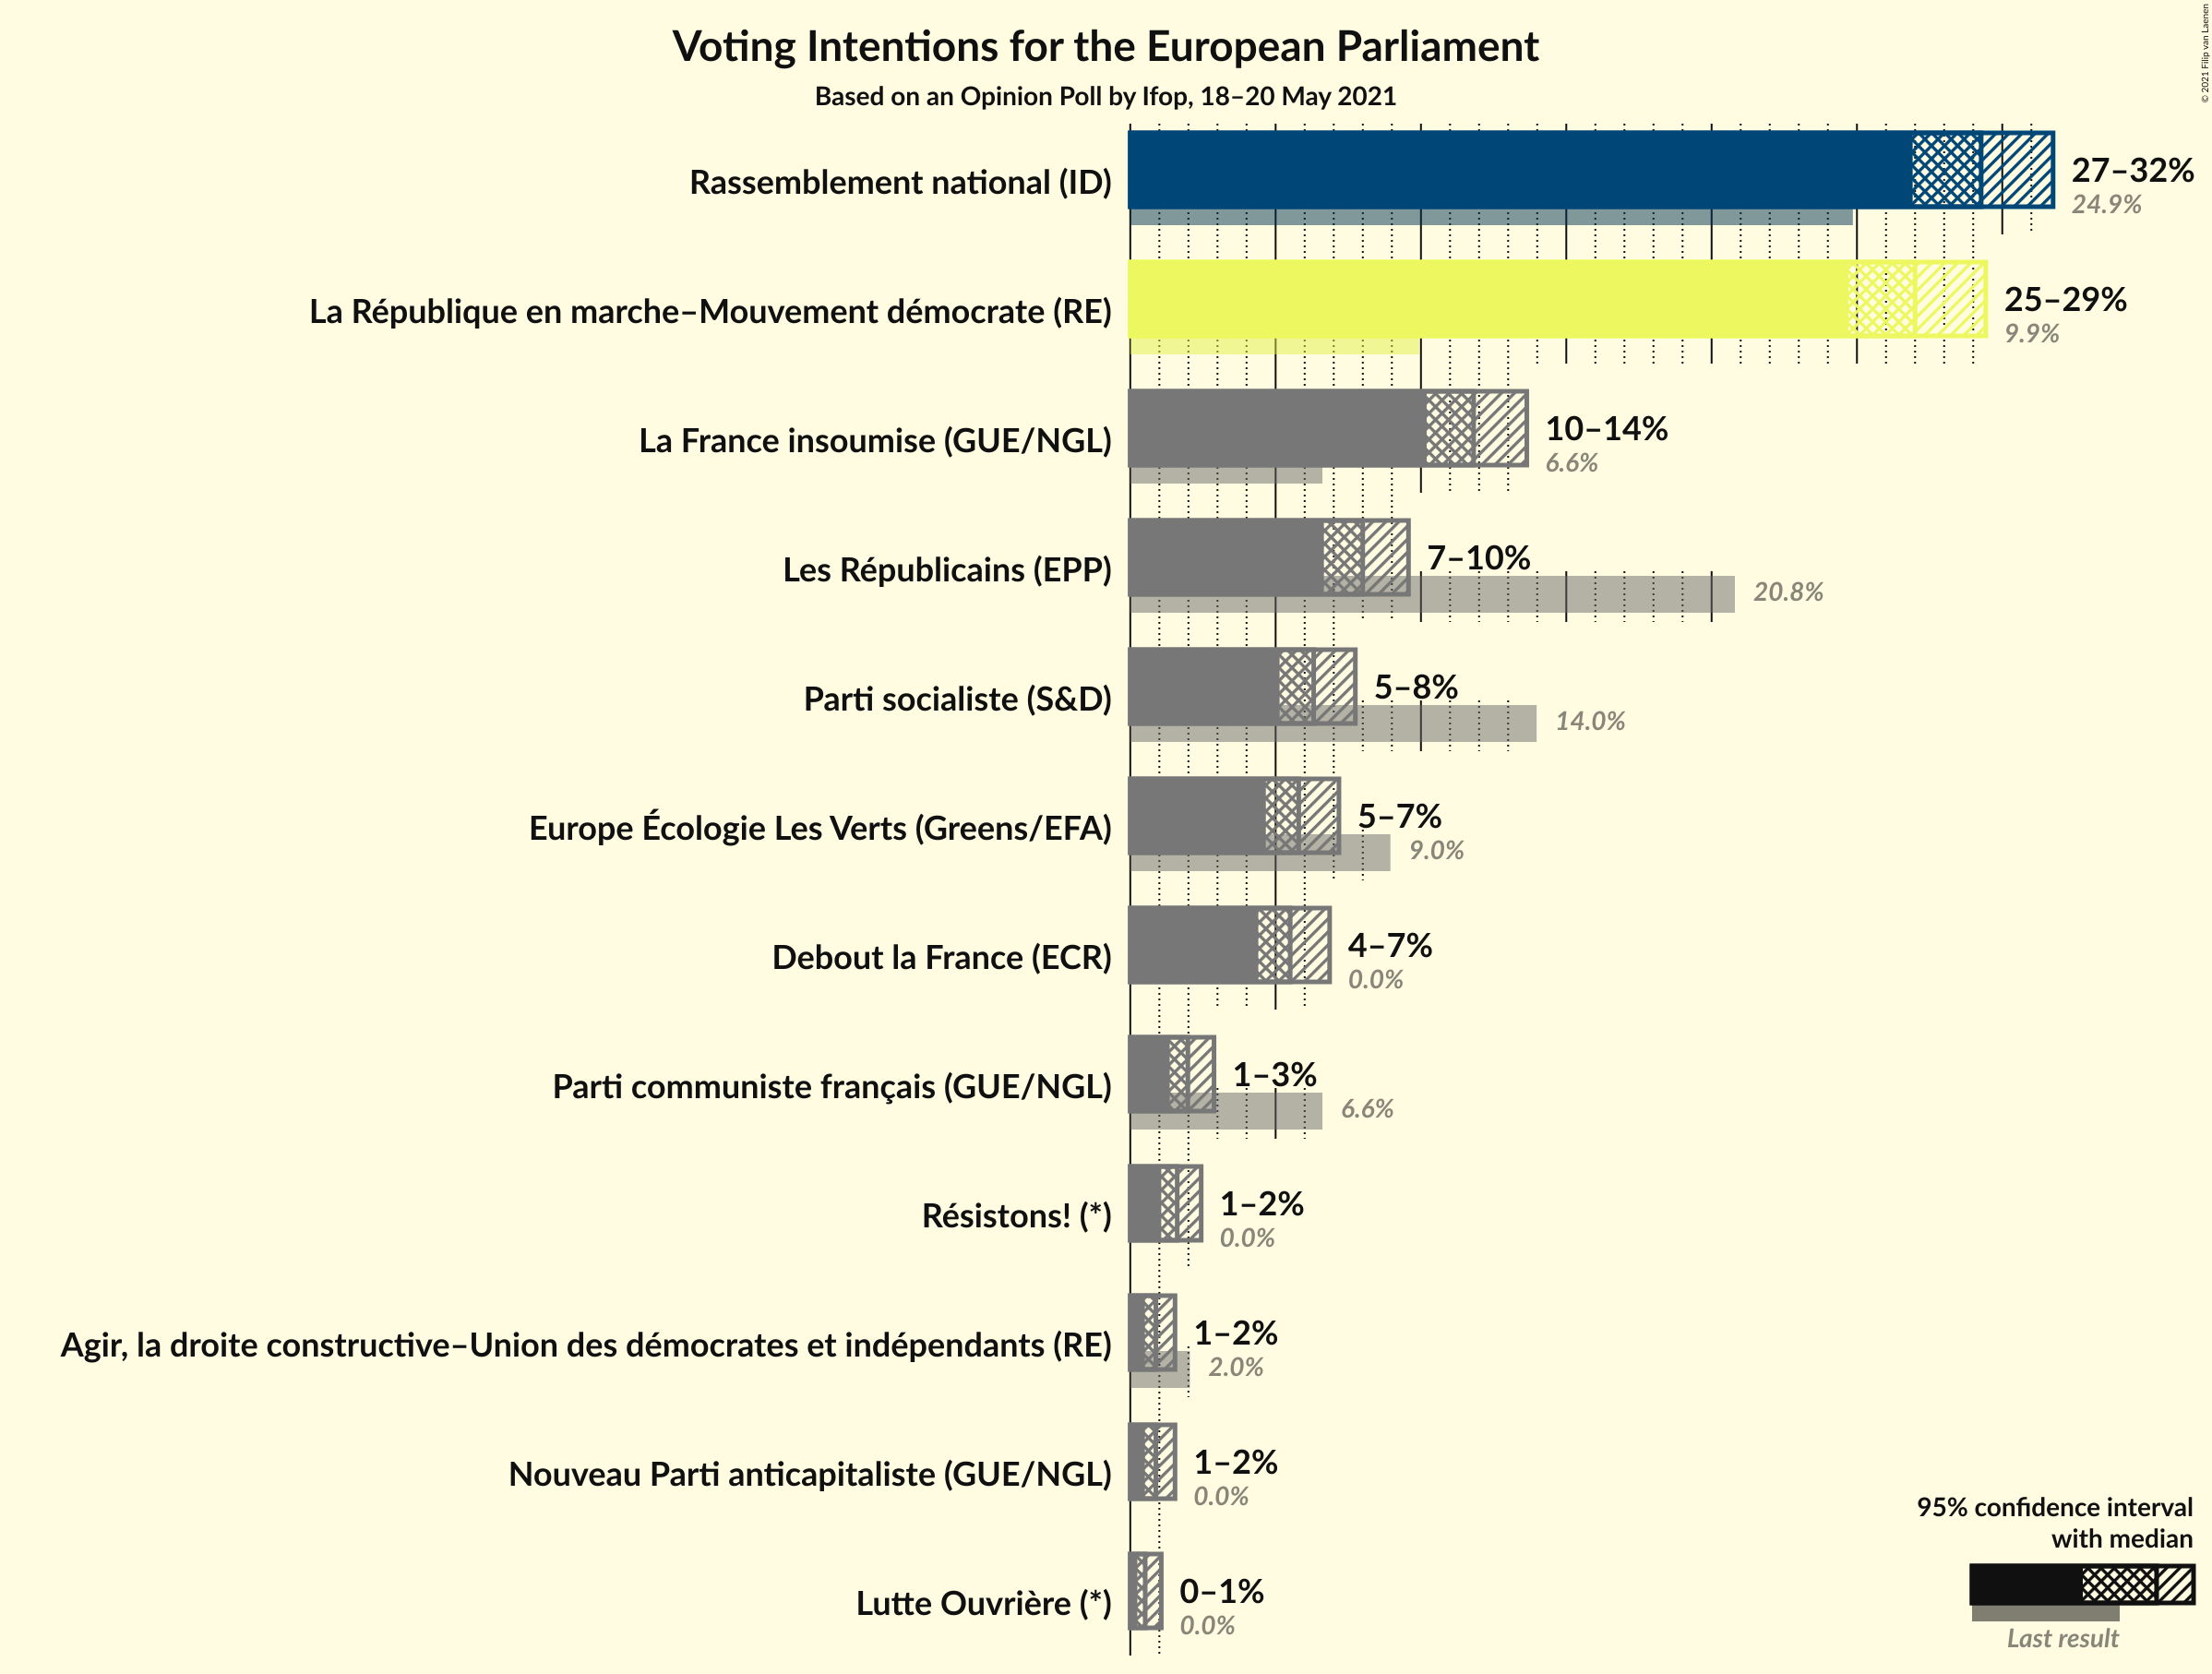 Voting Intentions for the European Parliament
Based on an Opinion Poll by Ifop, 18–20 May 2021
© 2021 Filip van Laenen
Rassemblement national (ID)
27–32%
24.9%
La République en marche–Mouvement démocrate (RE)
25–29%
9.9%
La France insoumise (GUE/NGL)
10–14%
6.6%
Les Républicains (EPP)
7–10%
20.8%
Parti socialiste (S&D)
5–8%
14.0%
Europe Écologie Les Verts (Greens/EFA)
5–7%
9.0%
Debout la France (ECR)
4–7%
0.0%
Parti communiste français (GUE/NGL)
1–3%
6.6%
Résistons! (*)
1–2%
0.0%
Agir, la droite constructive–Union des démocrates et indépendants (RE)
1–2%
2.0%
Nouveau Parti anticapitaliste (GUE/NGL)
1–2%
0.0%
Lutte Ouvrière (*)
0–1%
0.0%
95% confidence interval
with median
Last result